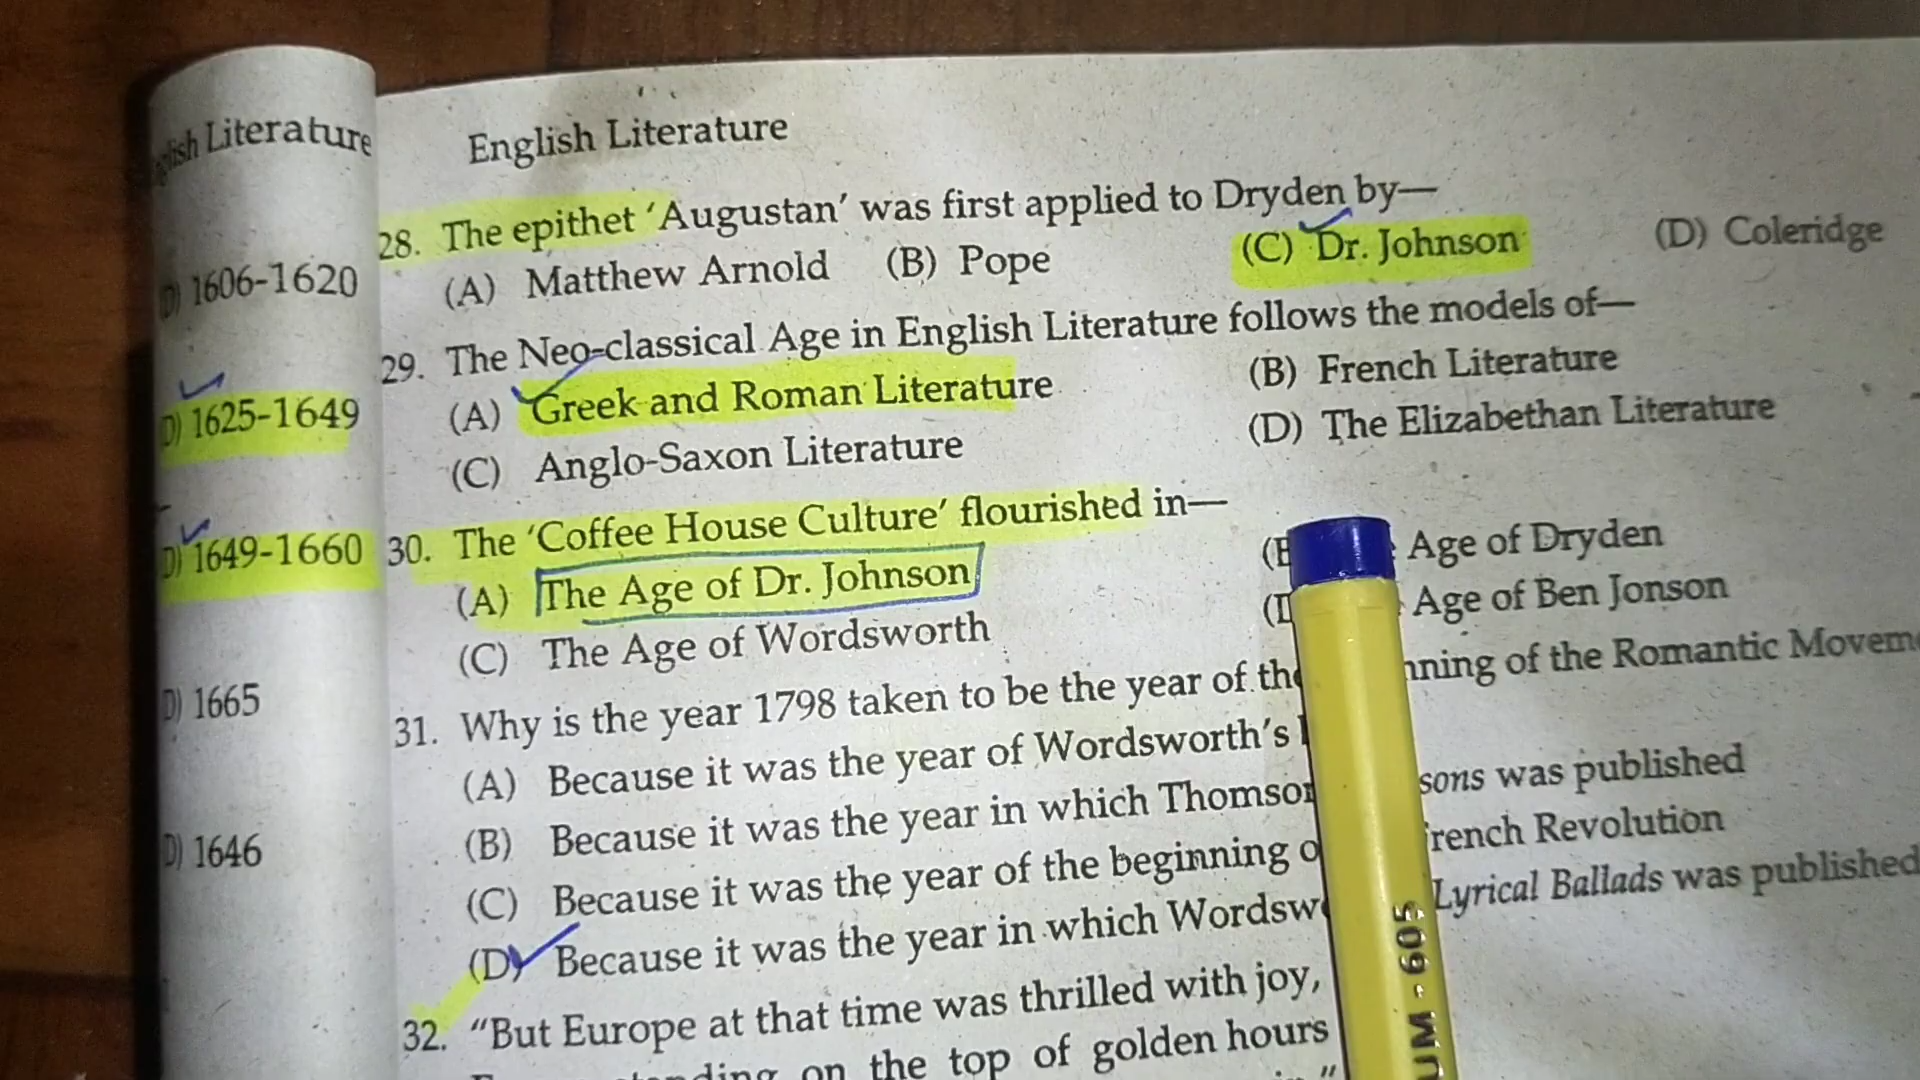 English Literature
D) 1606-1620
D) 1625-1649
D) 1649-1660
D) 1665
D) 1646
English Literature
28. The epithet 'Augustan' was first applied to Dryden by—
(A) Matthew Arnold (B) Pope (C) Dr. Johnson (D) Coleridge
29. The Neo-classical Age in English Literature follows the models of—
(A) Greek and Roman Literature (B) French Literature
(C) Anglo-Saxon Literature (D) The Elizabethan Literature
30. The 'Coffee House Culture' flourished in—
(A) The Age of Dr. Johnson Age of Dryden
(C) The Age of Wordsworth Age of Ben Jonson
31. Why is the year 1798 taken to be the year of the nning of the Romantic Movem
(A) Because it was the year of Wordsworth's
(B) Because it was the year in which Thomson sons was published
(C) Because it was the year of the beginning o rench Revolution
(D) Because it was the year in which Wordsw Lyrical Ballads was published
32. "But Europe at that time was thrilled with joy,
on the top of golden hours
UM-605